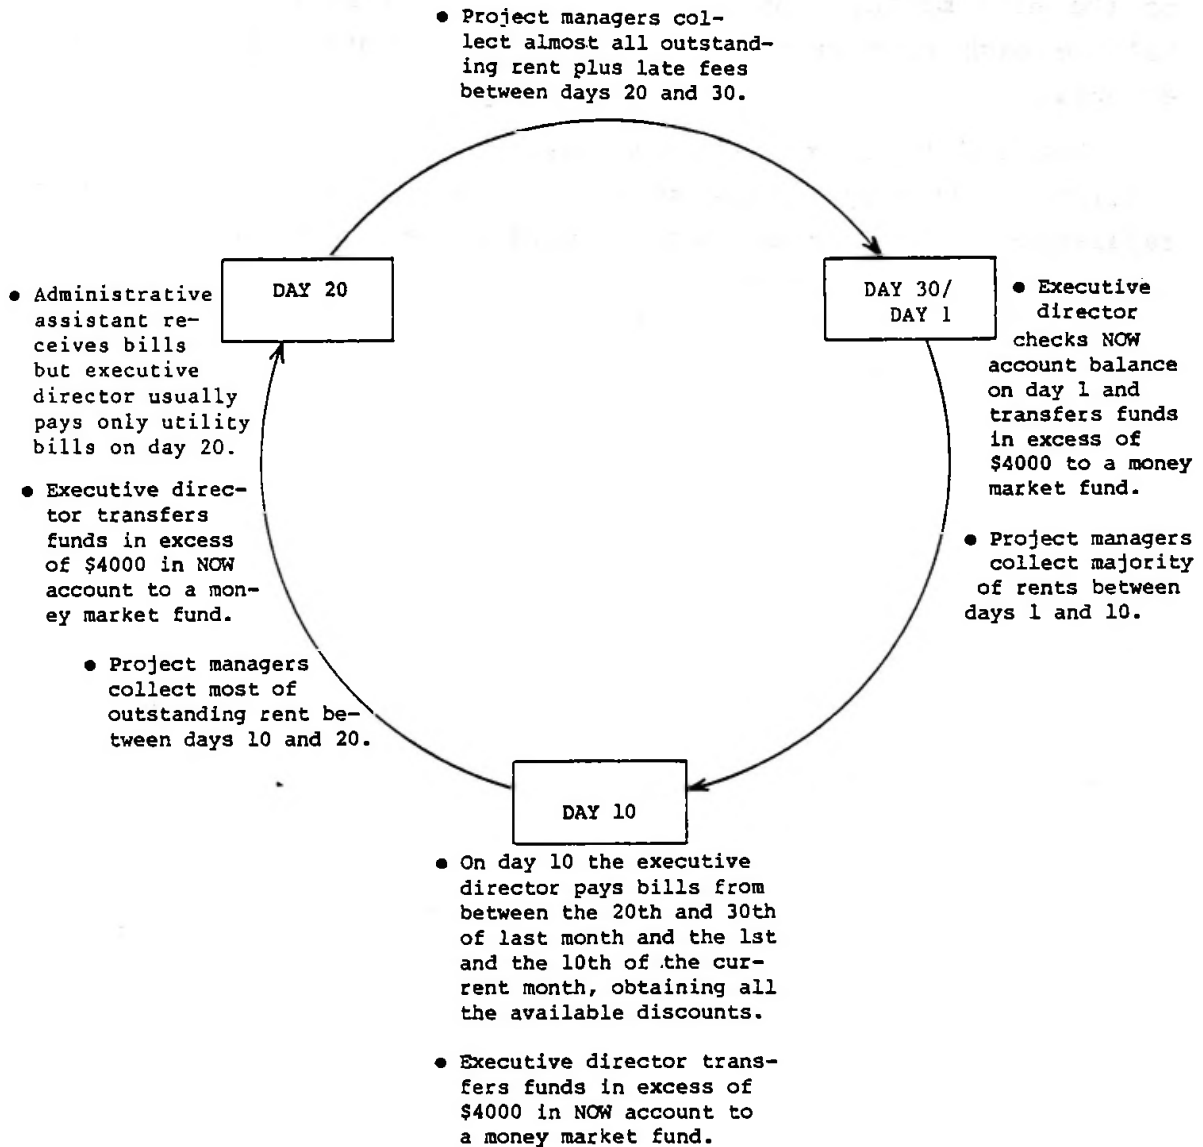 • Project managers col-
lect almost all outstand-
ing rent plus late fees
between days 20 and 30.
DAY 20
DAY 30/
DAY 1
• Administrative
assistant re-
ceives bills
but executive
director usually
pays only utility
bills on day 20.
• Executive direc-
tor transfers
funds in excess
of $4000 in NOW
account to a mon-
ey market fund.
• Project managers
collect most of
outstanding rent be-
tween days 10 and 20.
• Executive
director
checks NOW
account balance
on day 1 and
transfers funds
in excess of
$4000 to a money
market fund.
• Project managers
collect majority
of rents between
days 1 and 10.
DAY 10
• On day 10 the executive
director pays bills from
between the 20th and 30th
of last month and the 1st
and the 10th of the cur-
rent month, obtaining all
the available discounts.
• Executive director trans-
fers funds in excess of
$4000 in NOW account to
a money market fund.